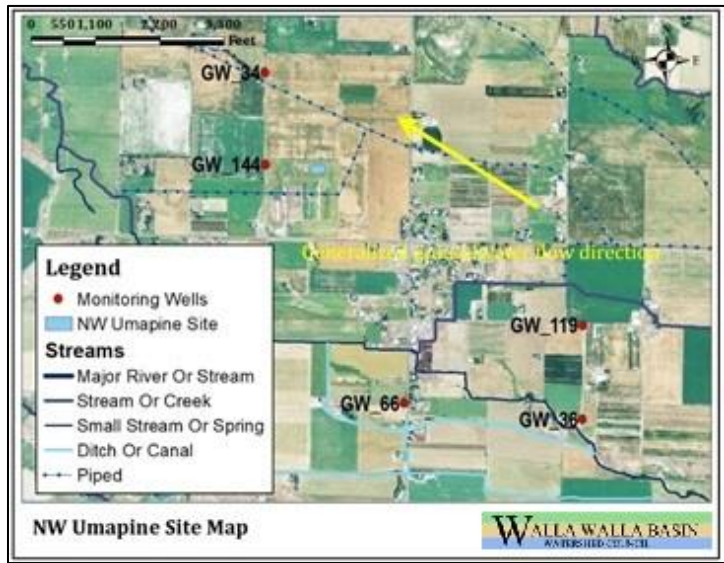 0 550 1,100 2,200 3,300
Feet
E
GW_34
GW_144
Generalized groundwater flow direction
Legend
Monitoring Wells
NW Umapine Site
Streams
Major River Or Stream
Stream Or Creek
Small Stream Or Spring
Ditch Or Canal
Piped
GW_119
GW_66
GW_36
NW Umapine Site Map
WALLA WALLA BASIN
WATERSHED COUNCIL